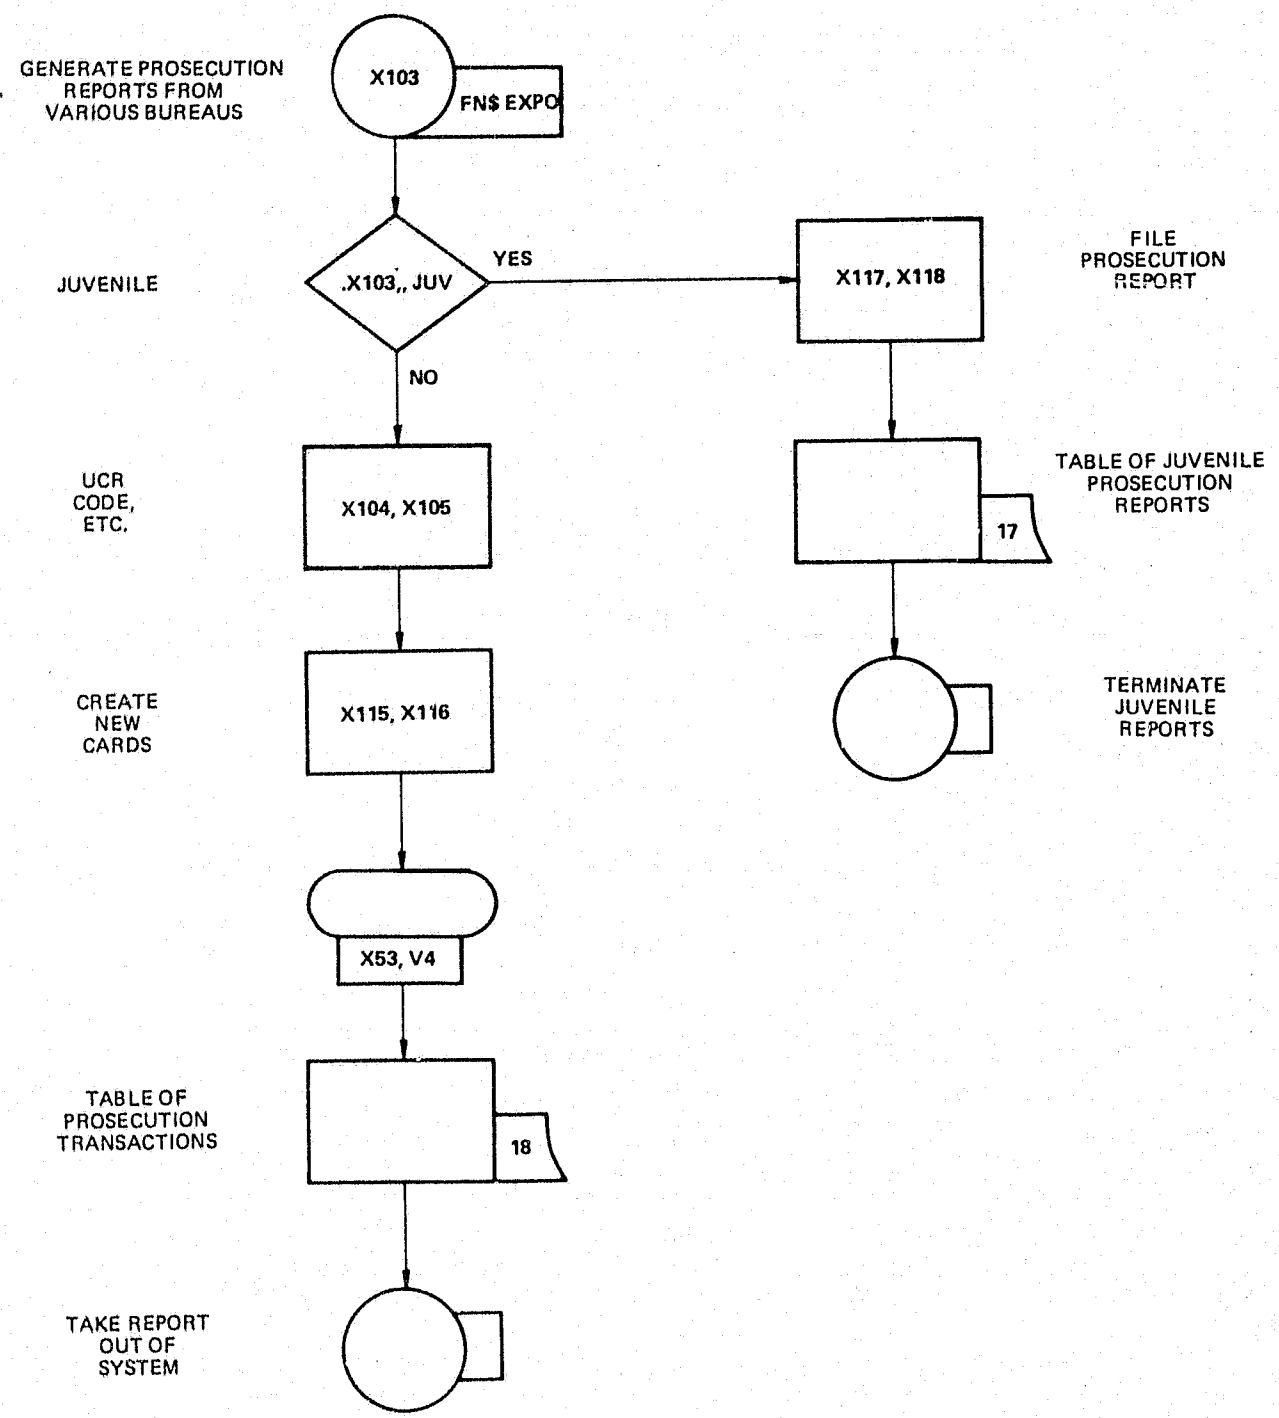 GENERATE PROSECUTION
REPORTS FROM
VARIOUS BUREAUS
X103
FN$ EXPO
JUVENILE
.X103,, JUV
YES
NO
X117, X118
FILE
PROSECUTION
REPORT
UCR
CODE,
ETC.
X104, X105
TABLE OF JUVENILE
PROSECUTION
REPORTS
17
CREATE
NEW
CARDS
X115, X116
TERMINATE
JUVENILE
REPORTS
X53, V4
TABLE OF
PROSECUTION
TRANSACTIONS
18
TAKE REPORT
OUT OF
SYSTEM